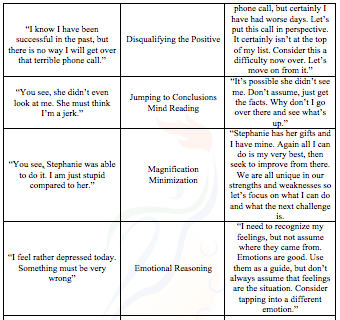 phone call, but certainly I
have had worse days. Let's
put this call in perspective.
It certainly isn't at the top
of my list. Consider this a
difficulty now over. Let's
move on from it."
"I know I have been
successful in the past, but
there is no way I will get over
that terrible phone call."
Disqualifying the Positive
"You see, she didn't even
look at me. She must think
I'm a jerk."
Jumping to Conclusions
Mind Reading
"It's possible she didn't see
me. Don't assume, just get
the facts. Why don't I go
over there and see what's
up."
"You see, Stephanie was able
to do it. I am just stupid
compared to her."
Magnification
Minimization
"Stephanie has her gifts and
I have mine. Again all I can
do is my very best, then
seek to improve from there.
We are all unique in our
strengths and weaknesses so
let's focus on what I can do
and what the next challenge
is.
"I feel rather depressed today.
Something must be very
wrong"
Emotional Reasoning
"I need to recognize my
feelings, but not assume
where they came from.
Emotions are good. Use
them as a guide, but don't
always assume that feelings
are the situation. Consider
tapping into a different
emotion."